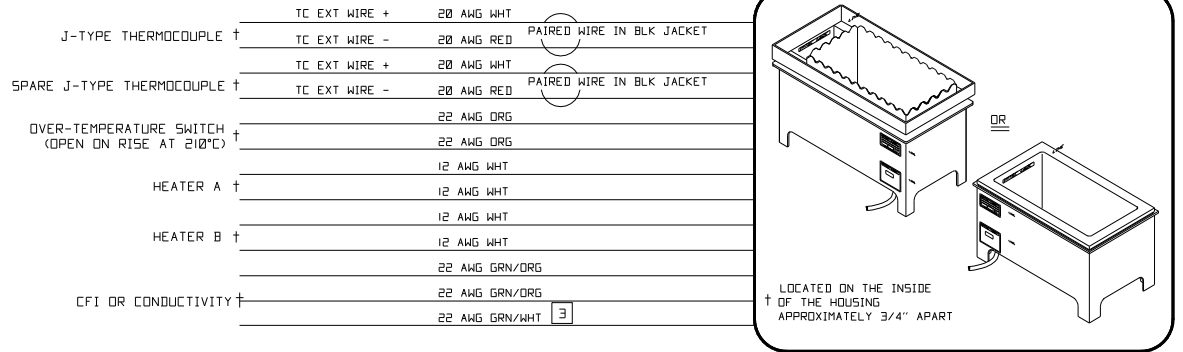 TC EXT WIRE + 20 AWG WHT
J-TYPE THERMOCOUPLE † PAIRED WIRE IN BLK JACKET
TC EXT WIRE - 20 AWG RED
TC EXT WIRE + 20 AWG WHT
SPARE J-TYPE THERMOCOUPLE † PAIRED WIRE IN BLK JACKET
TC EXT WIRE - 20 AWG RED
22 AWG ORG
OVER-TEMPERATURE SWITCH
(OPEN ON RISE AT 210°C) †
22 AWG ORG
12 AWG WHT
HEATER A †
12 AWG WHT
12 AWG WHT
HEATER B †
12 AWG WHT
22 AWG GRN/ORG
22 AWG GRN/ORG
CFI OR CONDUCTIVITY †
22 AWG GRN/WHT 3
OR
† LOCATED ON THE INSIDE
OF THE HOUSING
APPROXIMATELY 3/4" APART